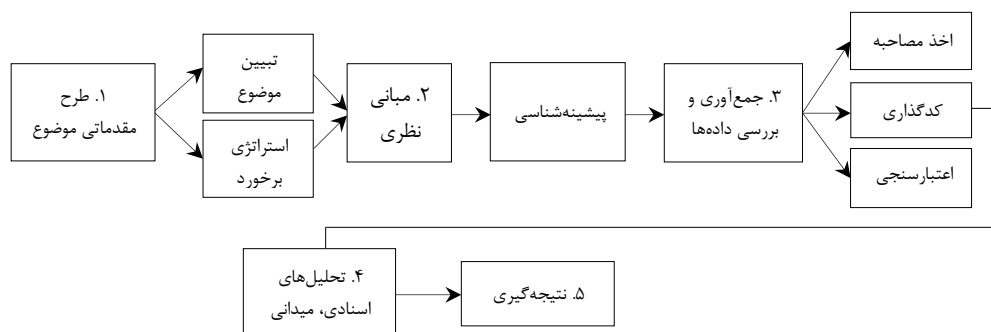 ۱. طرح
مقدماتی موضوع
تبیین
موضوع
استراتژی
برخورد
۲. مبانی
نظری
پیشینه‌شناسی
۳. جمع‌آوری و
بررسی داده‌ها
اخذ مصاحبه
کدگذاری
اعتبارسنجی
۴. تحلیل‌های
اسنادی، میدانی
۵. نتیجه‌گیری